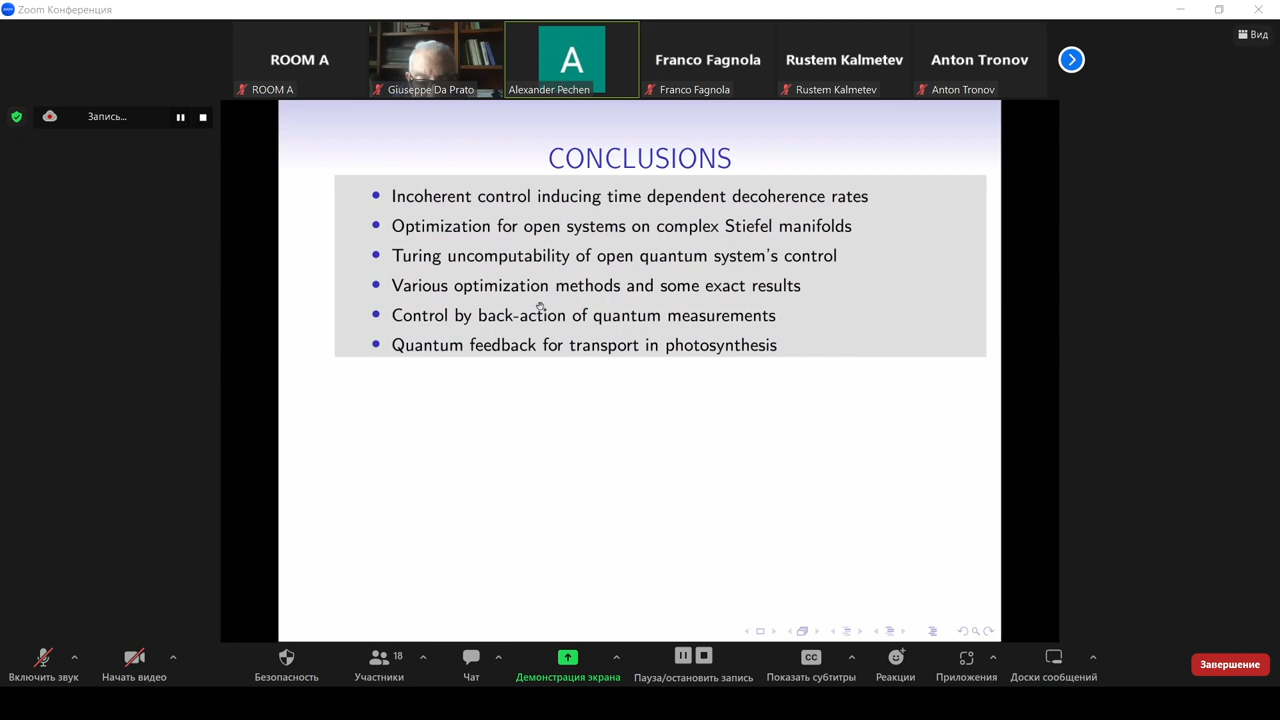 Zoom Конференция
Вид
ROOM A
A
Franco Fagnola
Rustem Kalmetev
Anton Tronov
ROOM A
Giuseppe Da Prato
Alexander Pechen
Franco Fagnola
Rustem Kalmetev
Anton Tronov
Запись...
CONCLUSIONS
Incoherent control inducing time dependent decoherence rates
Optimization for open systems on complex Stiefel manifolds
Turing uncomputability of open quantum system's control
Various optimization methods and some exact results
Control by back-action of quantum measurements
Quantum feedback for transport in photosynthesis
18
CC
Включить звук
Начать видео
Безопасность
Участники
Чат
Демонстрация экрана
Пауза/остановить запись
Показать субтитры
Реакции
Приложения
Доски сообщений
Завершение